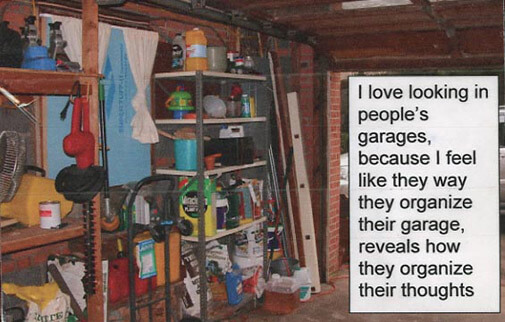 I love looking in
people's
garages,
because I feel
like they way
they organize
their garage,
reveals how
they organize
their thoughts
Miracle